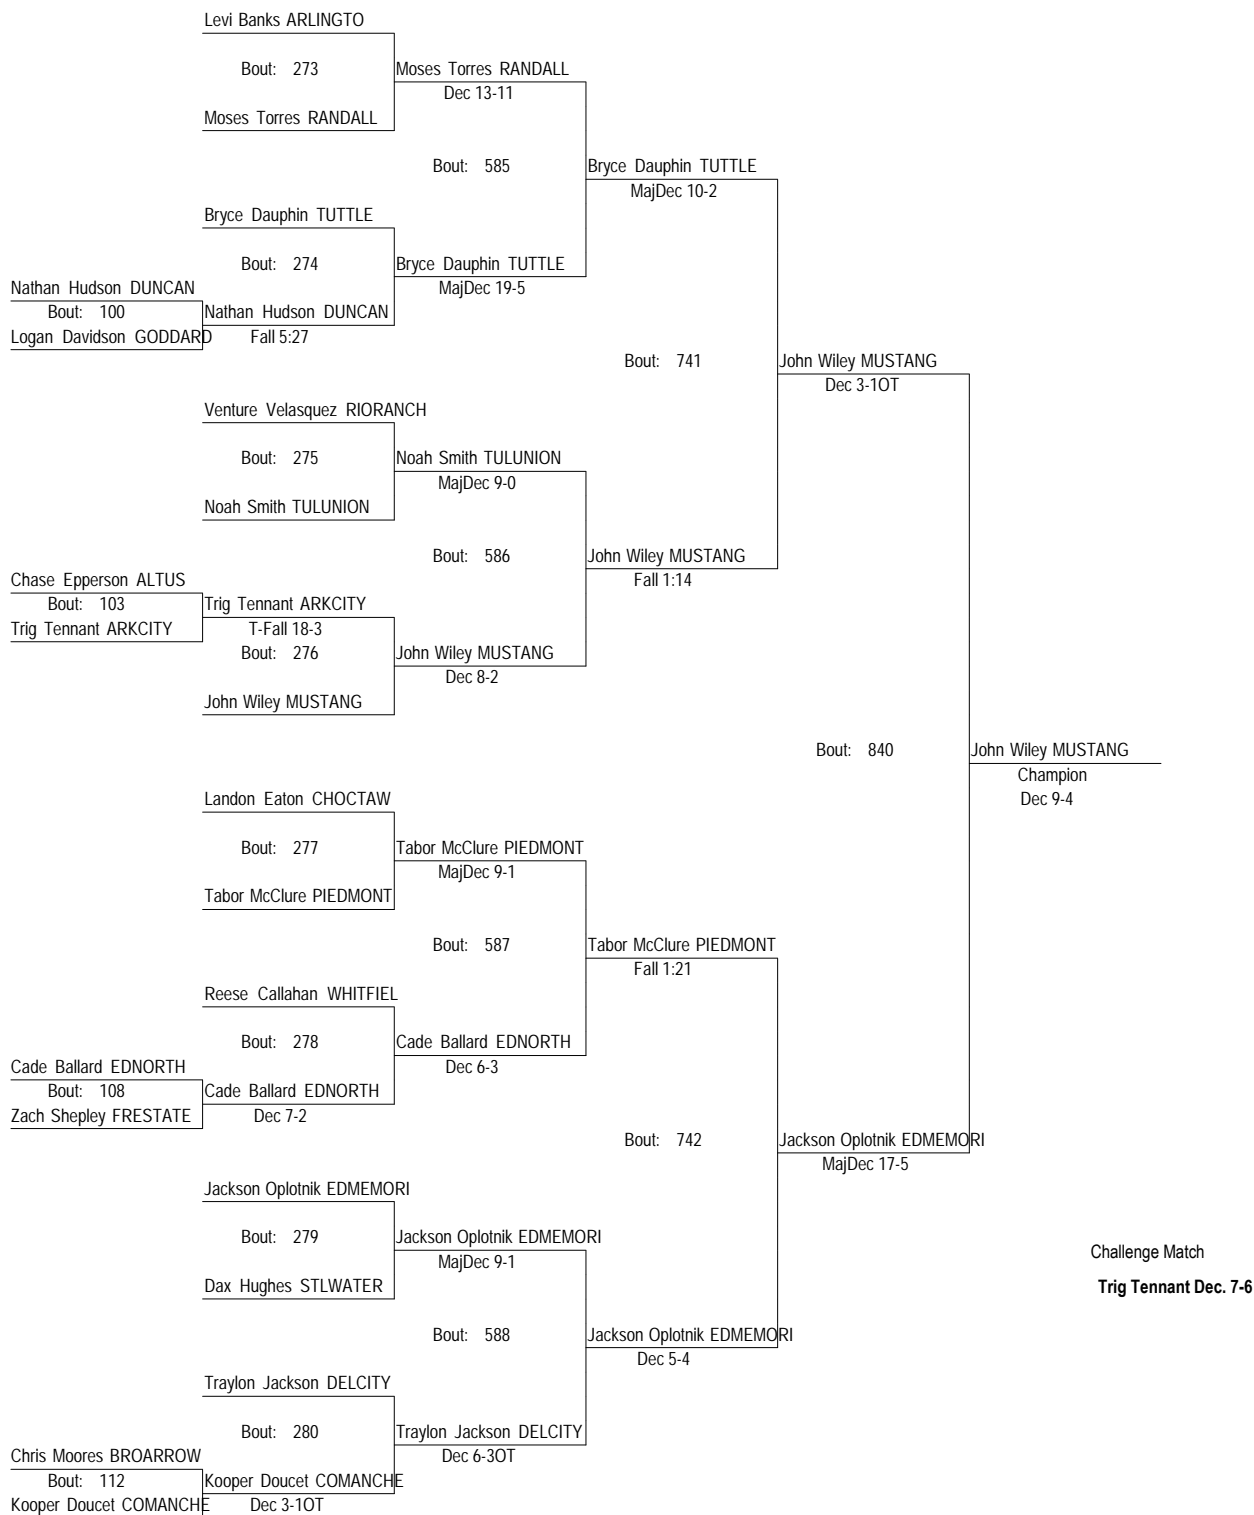 Levi Banks ARLINGTO
Bout: 273
Moses Torres RANDALL
Dec 13-11
Moses Torres RANDALL
Bout: 585
Bryce Dauphin TUTTLE
MajDec 10-2
Bryce Dauphin TUTTLE
Bout: 274
Bryce Dauphin TUTTLE
MajDec 19-5
Nathan Hudson DUNCAN
Bout: 100
Nathan Hudson DUNCAN
Logan Davidson GODDARD
Fall 5:27
Bout: 741
John Wiley MUSTANG
Dec 3-1OT
Venture Velasquez RIORANCH
Bout: 275
Noah Smith TULUNION
MajDec 9-0
Noah Smith TULUNION
Bout: 586
John Wiley MUSTANG
Fall 1:14
Chase Epperson ALTUS
Bout: 103
Trig Tennant ARKCITY
Trig Tennant ARKCITY
T-Fall 18-3
Bout: 276
John Wiley MUSTANG
Dec 8-2
John Wiley MUSTANG
Bout: 840
John Wiley MUSTANG
Champion
Dec 9-4
Landon Eaton CHOCTAW
Bout: 277
Tabor McClure PIEDMONT
MajDec 9-1
Tabor McClure PIEDMONT
Bout: 587
Tabor McClure PIEDMONT
Fall 1:21
Reese Callahan WHITFIEL
Bout: 278
Cade Ballard EDNORTH
Dec 6-3
Cade Ballard EDNORTH
Bout: 108
Cade Ballard EDNORTH
Zach Shepley FRESTATE
Dec 7-2
Bout: 742
Jackson Oplotnik EDMEMORI
MajDec 17-5
Jackson Oplotnik EDMEMORI
Bout: 279
Jackson Oplotnik EDMEMORI
MajDec 9-1
Dax Hughes STLWATER
Challenge Match
Trig Tennant Dec. 7-6
Bout: 588
Jackson Oplotnik EDMEMORI
Dec 5-4
Traylon Jackson DELCITY
Bout: 280
Traylon Jackson DELCITY
Dec 6-3OT
Chris Moores BROARROW
Bout: 112
Kooper Doucet COMANCHE
Kooper Doucet COMANCHE
Dec 3-1OT